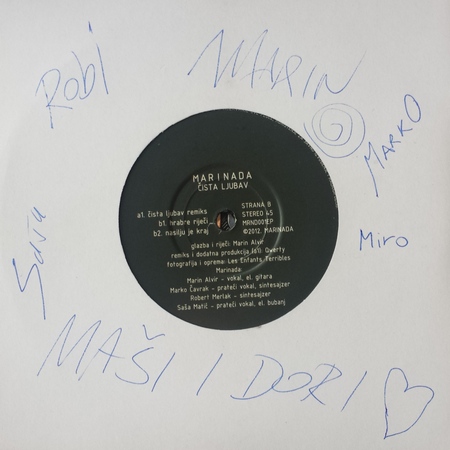 Robi
MARIN
MARKO
Miro
Saša
MARINADA
ČISTA LJUBAV
a1. čista ljubav remiks
b1. hrabre riječi
b2. nasilju je kraj
STRANA B
STEREO 45
MRND001EP
©2012. MARINADA
glazba i riječi: Marin Alvir
remiks i dodatna produkcija (a1): Qwerty
fotografija i oprema: Les Enfants Terribles
Marinada
Marin Alvir - vokal, el. gitara
Marko Čavrak - prateći vokal, sintesajzer
Robert Merlak - sintesajzer
Saša Matić - prateći vokal, el. bubanj
MAŠI I DORI